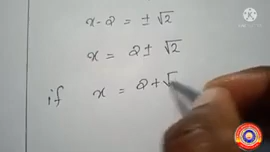 x - 2 = ± √2
x = 2 ± √2
if x = 2 + √